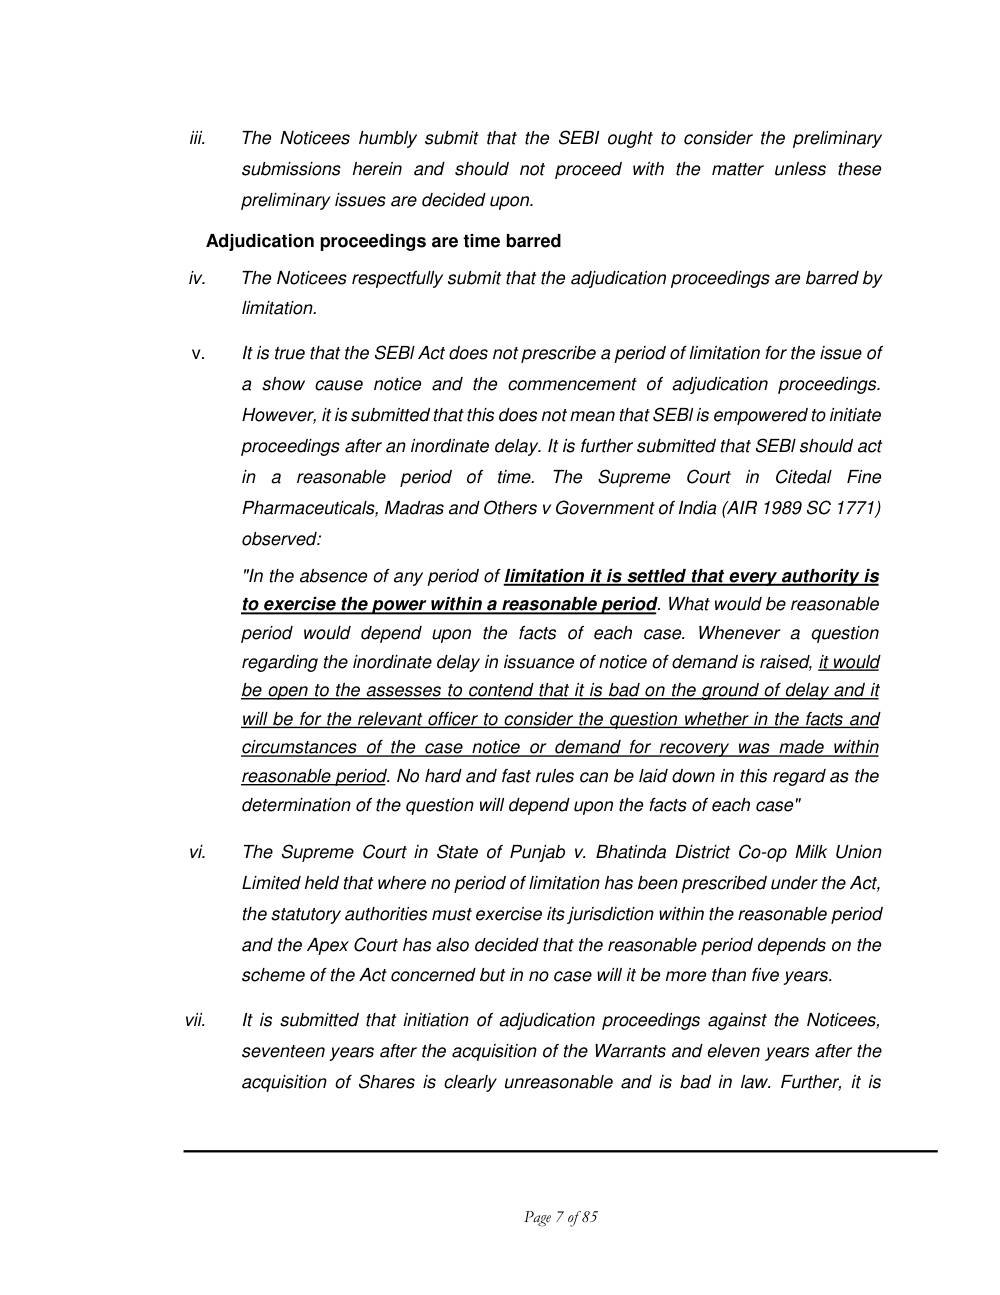 iii. The Noticees humbly submit that the SEBI ought to consider the preliminary
submissions herein and should not proceed with the matter unless these
preliminary issues are decided upon.
Adjudication proceedings are time barred
iv. The Noticees respectfully submit that the adjudication proceedings are barred by
limitation.
v. It is true that the SEBl Act does not prescribe a period of limitation for the issue of
a show cause notice and the commencement of adjudication proceedings.
However, it is submitted that this does not mean that SEBl is empowered to initiate
proceedings after an inordinate delay. It is further submitted that SEBl should act
in a reasonable period of time. The Supreme Court in Citedal Fine
Pharmaceuticals, Madras and Others v Government of India (AIR 1989 SC 1771)
observed:
"In the absence of any period of limitation it is settled that every authority is
to exercise the power within a reasonable period. What would be reasonable
period would depend upon the facts of each case. Whenever a question
regarding the inordinate delay in issuance of notice of demand is raised, it would
be open to the assesses to contend that it is bad on the ground of delay and it
will be for the relevant officer to consider the question whether in the facts and
circumstances of the case notice or demand for recovery was made within
reasonable period. No hard and fast rules can be laid down in this regard as the
determination of the question will depend upon the facts of each case"
vi. The Supreme Court in State of Punjab v. Bhatinda District Co-op Milk Union
Limited held that where no period of limitation has been prescribed under the Act,
the statutory authorities must exercise its jurisdiction within the reasonable period
and the Apex Court has also decided that the reasonable period depends on the
scheme of the Act concerned but in no case will it be more than five years.
vii. It is submitted that initiation of adjudication proceedings against the Noticees,
seventeen years after the acquisition of the Warrants and eleven years after the
acquisition of Shares is clearly unreasonable and is bad in law. Further, it is
Page 7 of 85